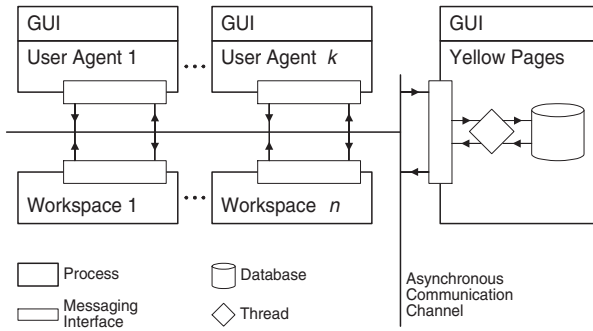 GUI
User Agent 1
...
GUI
User Agent k
GUI
Yellow Pages
Workspace 1
...
Workspace n
Process
Messaging
Interface
Database
Thread
Asynchronous
Communication
Channel